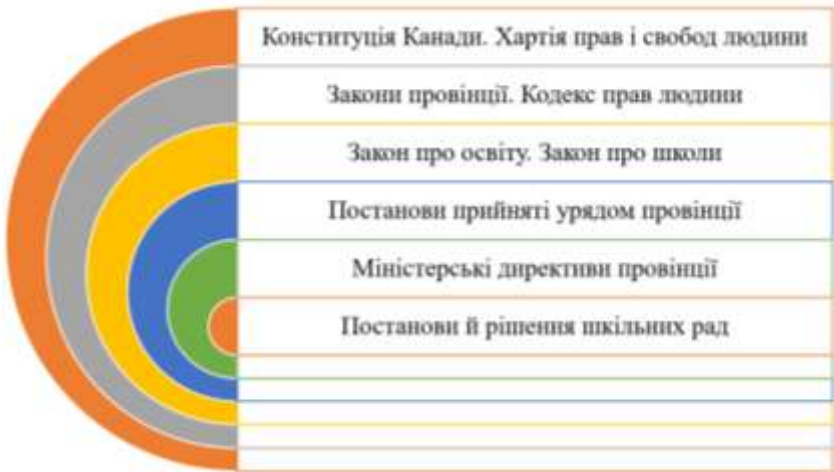 Конституція Канади. Хартія прав і свобод людини
Закони провінції. Кодекс прав людини
Закон про освіту. Закон про школи
Постанови прийняті урядом провінції
Міністерські директиви провінції
Постанови й рішення шкільних рад